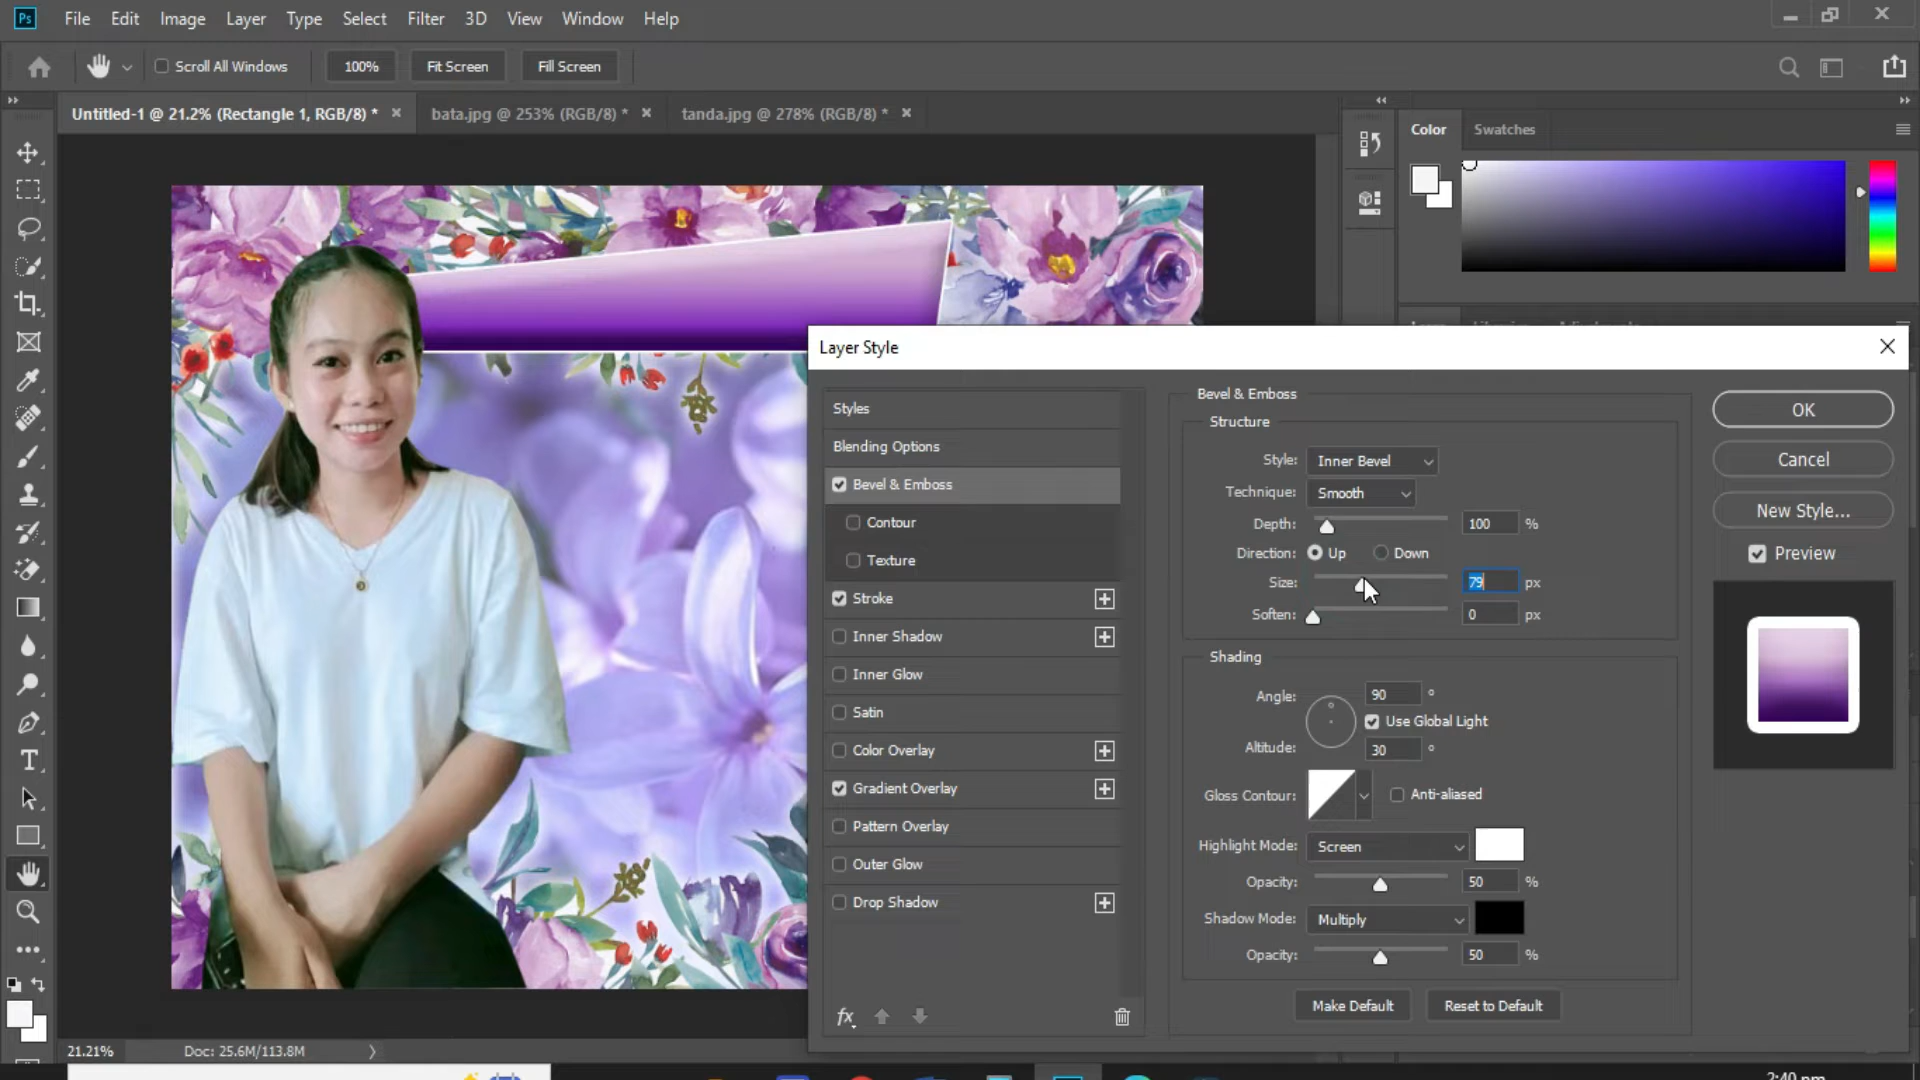 Ps File Edit Image Layer Type Select Filter 3D View Window Help
Scroll All Windows 100% Fit Screen Fill Screen
Untitled-1 @ 21.2% (Rectangle 1, RGB/8) * bata.jpg @ 253% (RGB/8) * tanda.jpg @ 278% (RGB/8) *
Color Swatches
Layer Style
Styles
Blending Options
Bevel & Emboss
Contour
Texture
Stroke
Inner Shadow
Inner Glow
Satin
Color Overlay
Gradient Overlay
Pattern Overlay
Outer Glow
Drop Shadow
fx
Bevel & Emboss
Structure
Style: Inner Bevel
Technique: Smooth
Depth: 100 %
Direction: Up Down
Size: 79 px
Soften: 0 px
Shading
Angle: 90 °
Use Global Light
Altitude: 30 °
Gloss Contour: Anti-aliased
Highlight Mode: Screen
Opacity: 50 %
Shadow Mode: Multiply
Opacity: 50 %
Make Default Reset to Default
OK
Cancel
New Style...
Preview
21.21% Doc: 25.6M/113.8M
2:40 pm